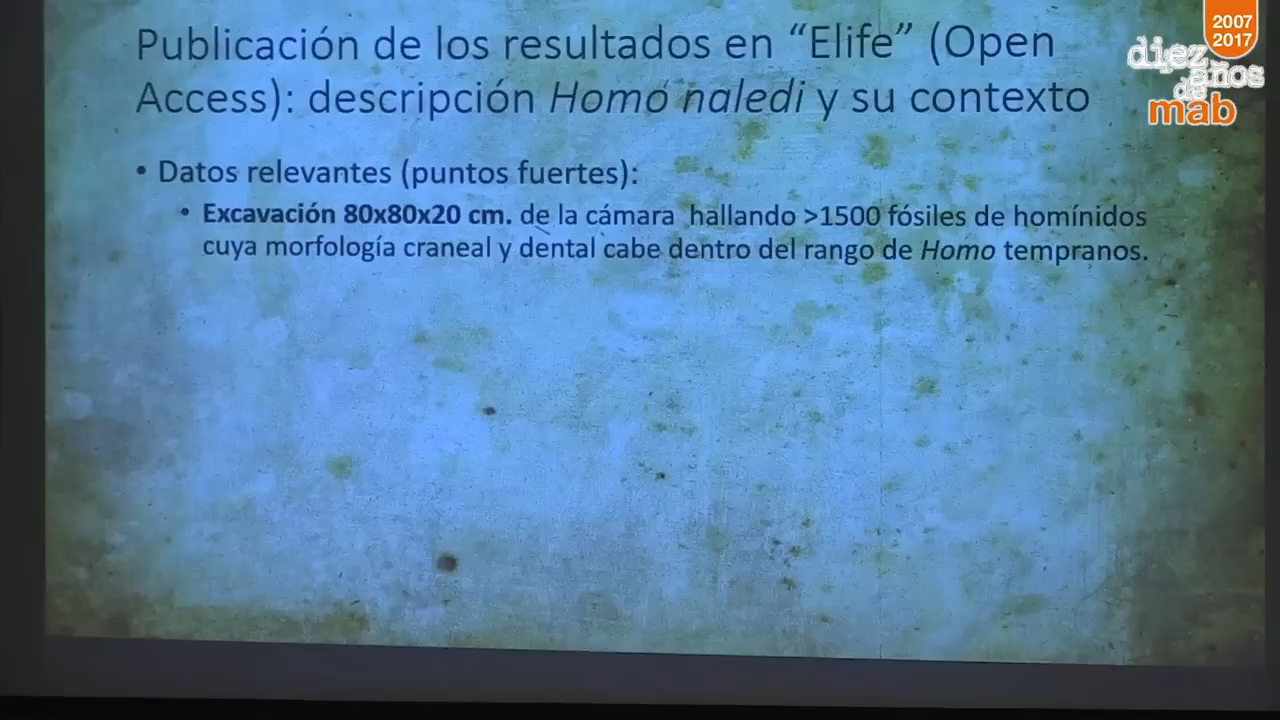 Publicación de los resultados en “Elife” (Open
Access): descripción Homo naledi y su contexto
• Datos relevantes (puntos fuertes):
• Excavación 80x80x20 cm. de la cámara hallando >1500 fósiles de homínidos
cuya morfología craneal y dental cabe dentro del rango de Homo tempranos.
2007
2017
diez
años
de
mab